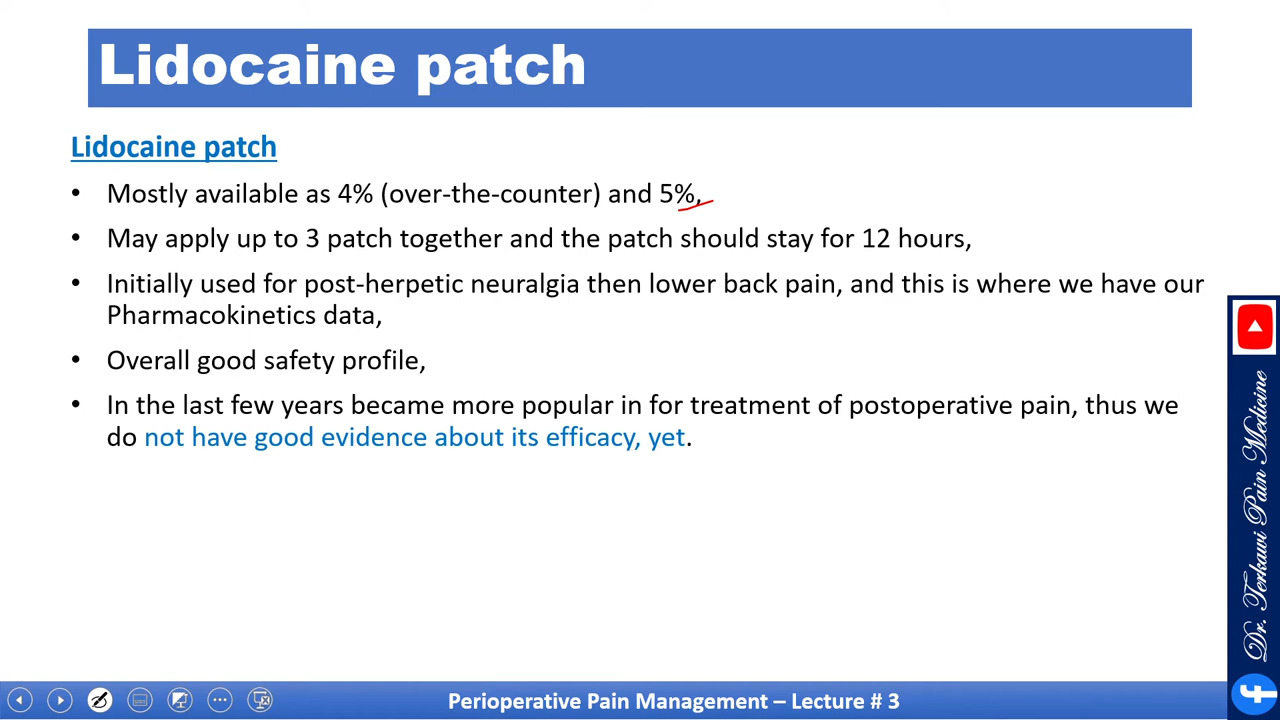 Lidocaine patch
Lidocaine patch
• Mostly available as 4% (over-the-counter) and 5%,
• May apply up to 3 patch together and the patch should stay for 12 hours,
• Initially used for post-herpetic neuralgia then lower back pain, and this is where we have our
Pharmacokinetics data,
• Overall good safety profile,
• In the last few years became more popular in for treatment of postoperative pain, thus we
do not have good evidence about its efficacy, yet.
Dr. Terkawi Pain Medicine
Perioperative Pain Management – Lecture # 3